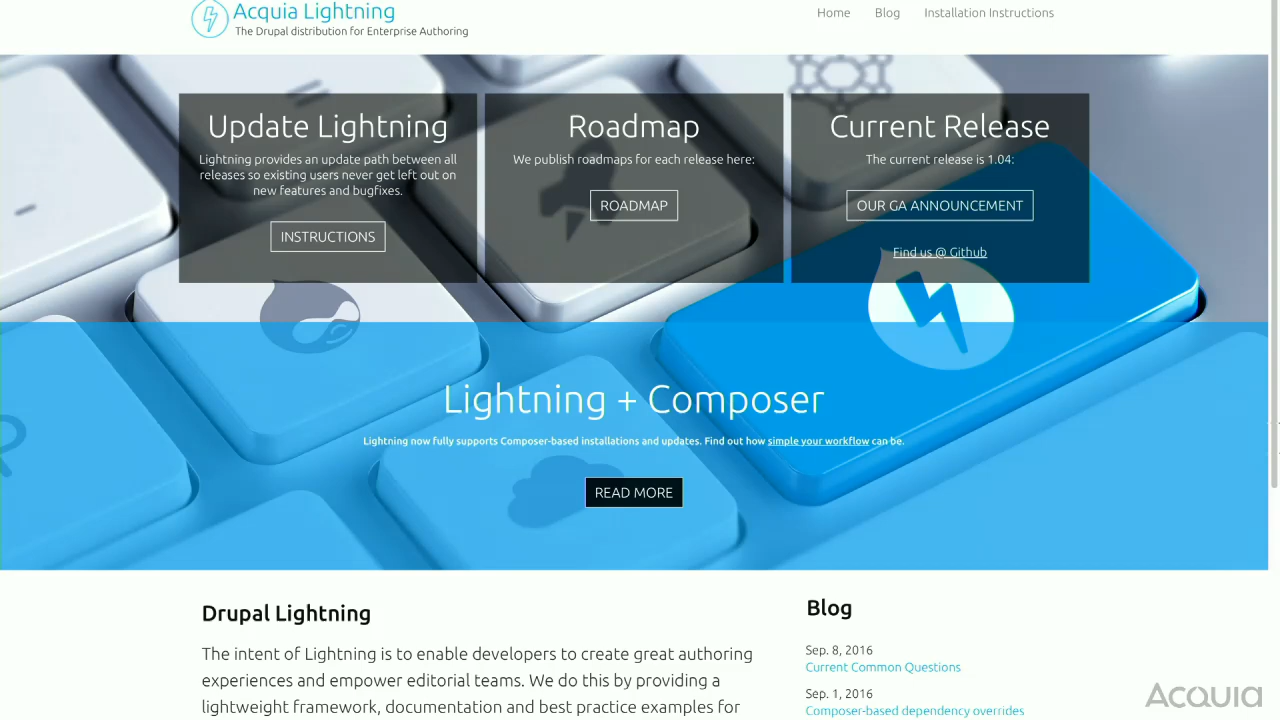 Acquia Lightning
The Drupal distribution for Enterprise Authoring
Home Blog Installation Instructions
Update Lightning
Lightning provides an update path between all
releases so existing users never get left out on
new features and bugfixes.
INSTRUCTIONS
Roadmap
We publish roadmaps for each release here:
ROADMAP
Current Release
The current release is 1.04:
OUR GA ANNOUNCEMENT
Find us @ Github
Lightning + Composer
Lightning now fully supports Composer-based installations and updates. Find out how simple your workflow can be.
READ MORE
Drupal Lightning
The intent of Lightning is to enable developers to create great authoring
experiences and empower editorial teams. We do this by providing a
lightweight framework, documentation and best practice examples for
Blog
Sep. 8, 2016
Current Common Questions
Sep. 1, 2016
Composer-based dependency overrides
Acquia